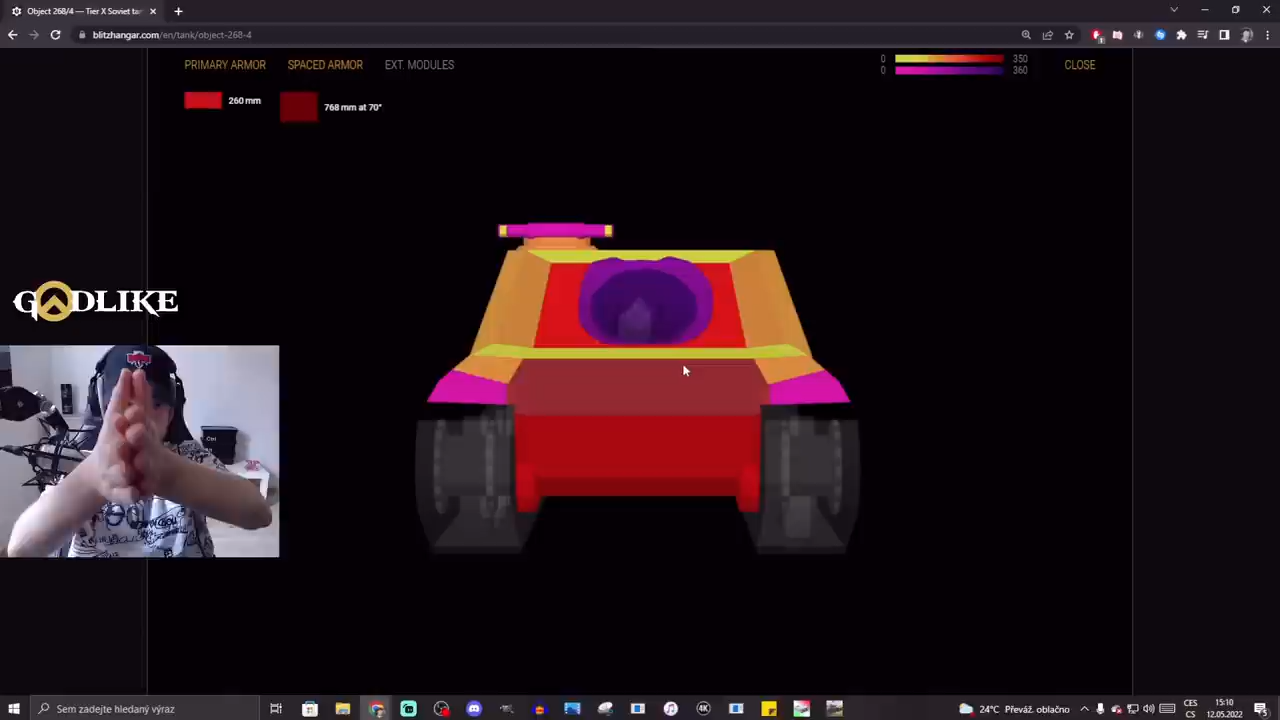 Object 268/4 — Tier X Soviet tan
blitzhangar.com/en/tank/object-268-4
PRIMARY ARMOR
SPACED ARMOR
EXT. MODULES
0
350
0
360
CLOSE
260 mm
768 mm at 70°
GODLIKE
Sem zadejte hledaný výraz
4K
24°C Převáž. oblačno
CES
CS
15:10
12.05.2022